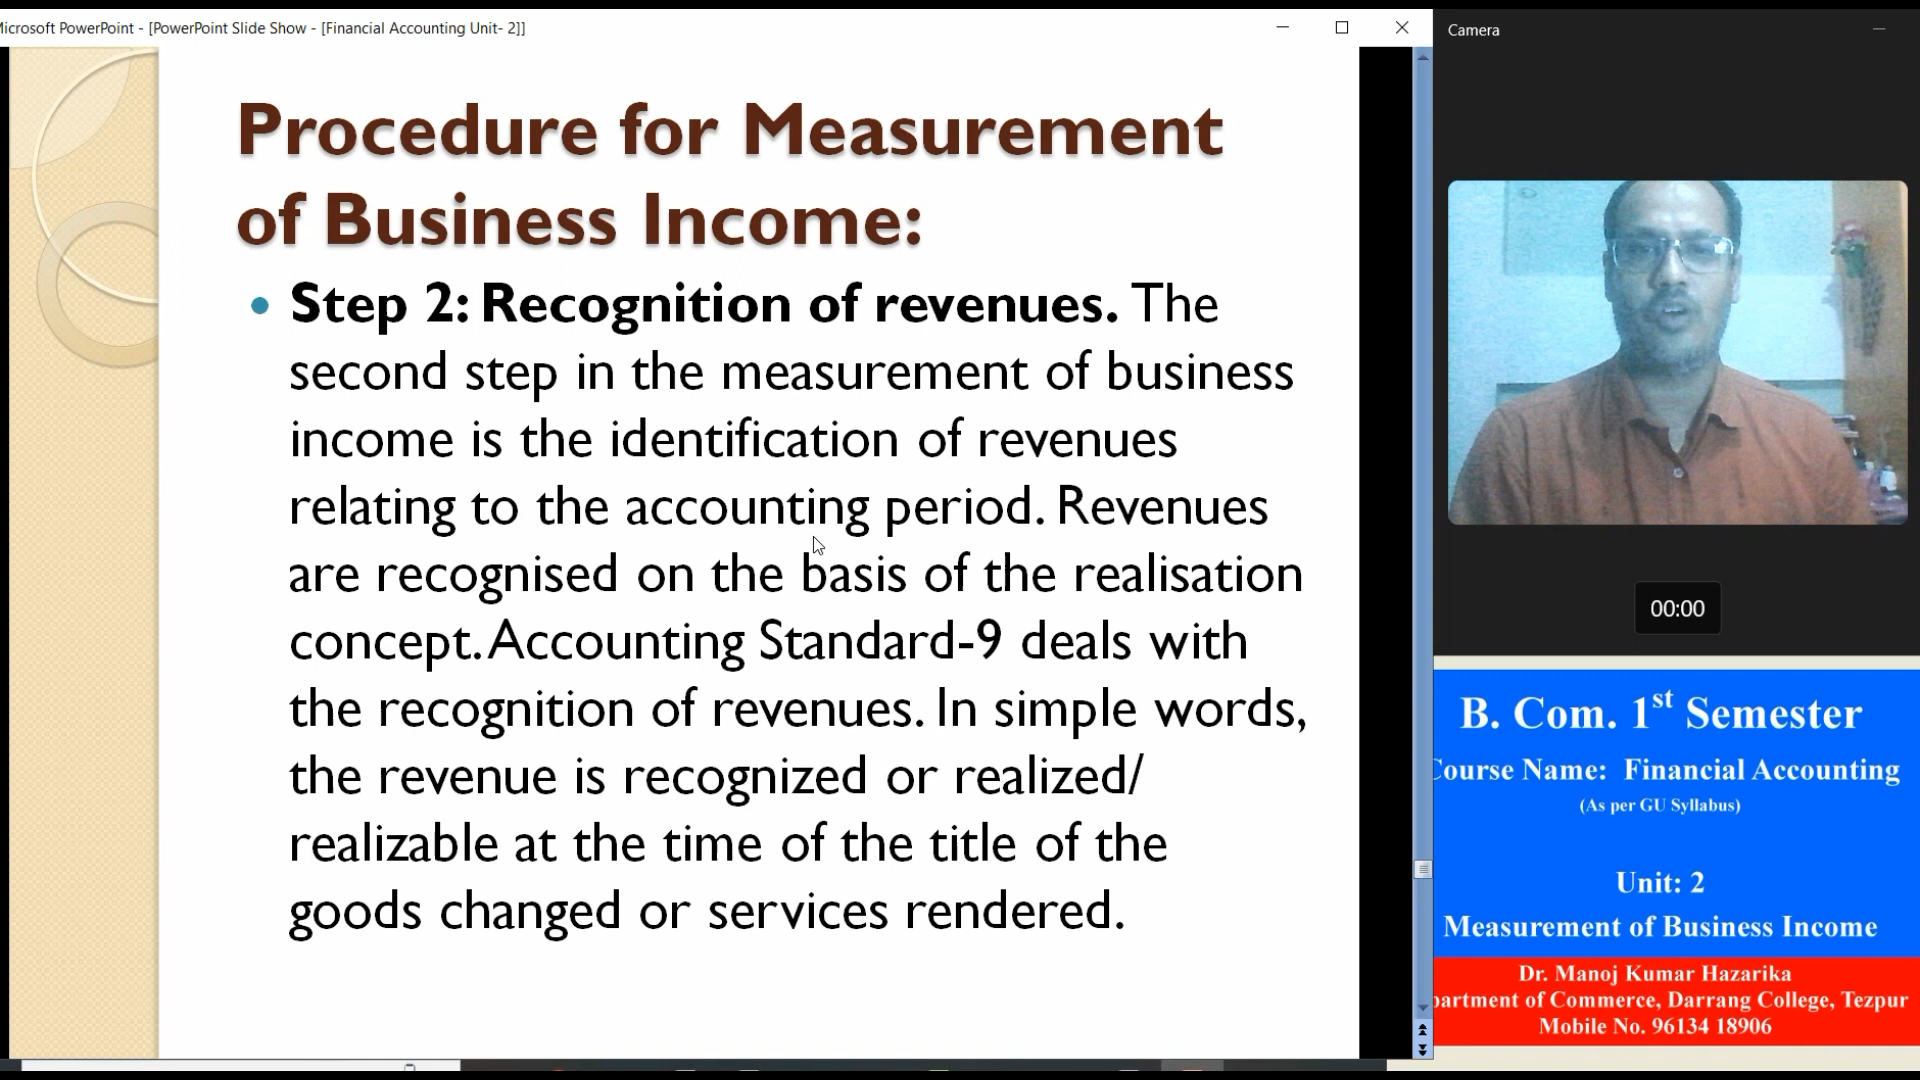 Microsoft PowerPoint - [PowerPoint Slide Show - [Financial Accounting Unit- 2]]
Camera
Procedure for Measurement
of Business Income:
• Step 2: Recognition of revenues. The
second step in the measurement of business
income is the identification of revenues
relating to the accounting period. Revenues
are recognised on the basis of the realisation
concept. Accounting Standard-9 deals with
the recognition of revenues. In simple words,
the revenue is recognized or realized/
realizable at the time of the title of the
goods changed or services rendered.
00:00
B. Com. 1st Semester
Course Name: Financial Accounting
(As per GU Syllabus)
Unit: 2
Measurement of Business Income
Dr. Manoj Kumar Hazarika
partment of Commerce, Darrang College, Tezpur
Mobile No. 96134 18906